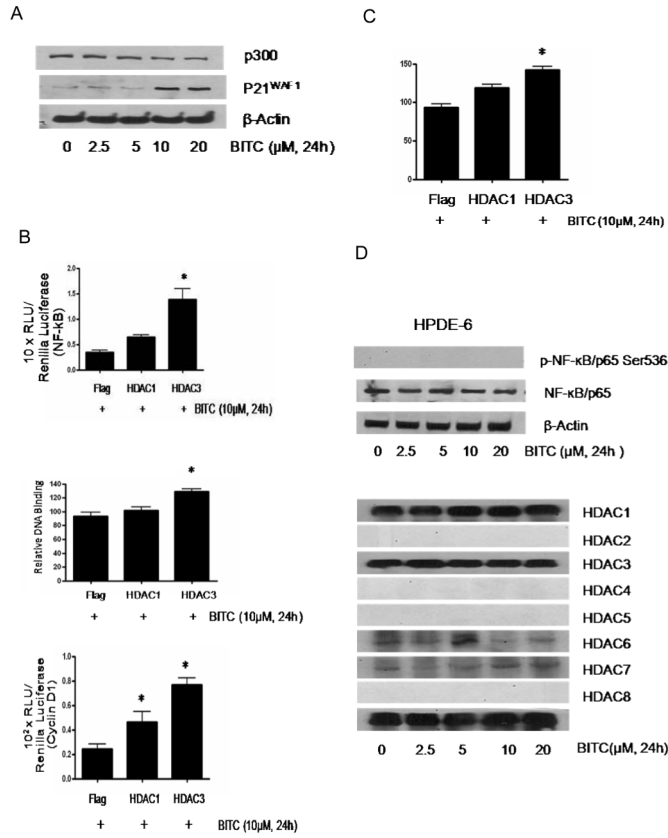 A
p300
P21WAF1
β-Actin
0 2.5 5 10 20 BITC (µM, 24h)
B
10 x RLU/
Renilla Luciferase
(NF-kB)
2.0
1.5
1.0
0.5
0.0
*
Flag HDAC1 HDAC3
+ + + BITC (10µM, 24h)
Relative DNA Binding
140
120
100
80
60
40
20
0
*
Flag HDAC1 HDAC3
+ + + BITC (10µM, 24h)
10² x RLU/
Renilla Luciferase
(Cyclin D1)
1.0
0.8
0.6
0.4
0.2
0.0
* *
Flag HDAC1 HDAC3
+ + + BITC (10µM, 24h)
C
150
100
50
0
*
Flag HDAC1 HDAC3
+ + + BITC (10µM, 24h)
D
HPDE-6
p-NF-κB/p65 Ser536
NF-κB/p65
β-Actin
0 2.5 5 10 20 BITC (µM, 24h)
HDAC1
HDAC2
HDAC3
HDAC4
HDAC5
HDAC6
HDAC7
HDAC8
0 2.5 5 10 20 BITC(µM, 24h)